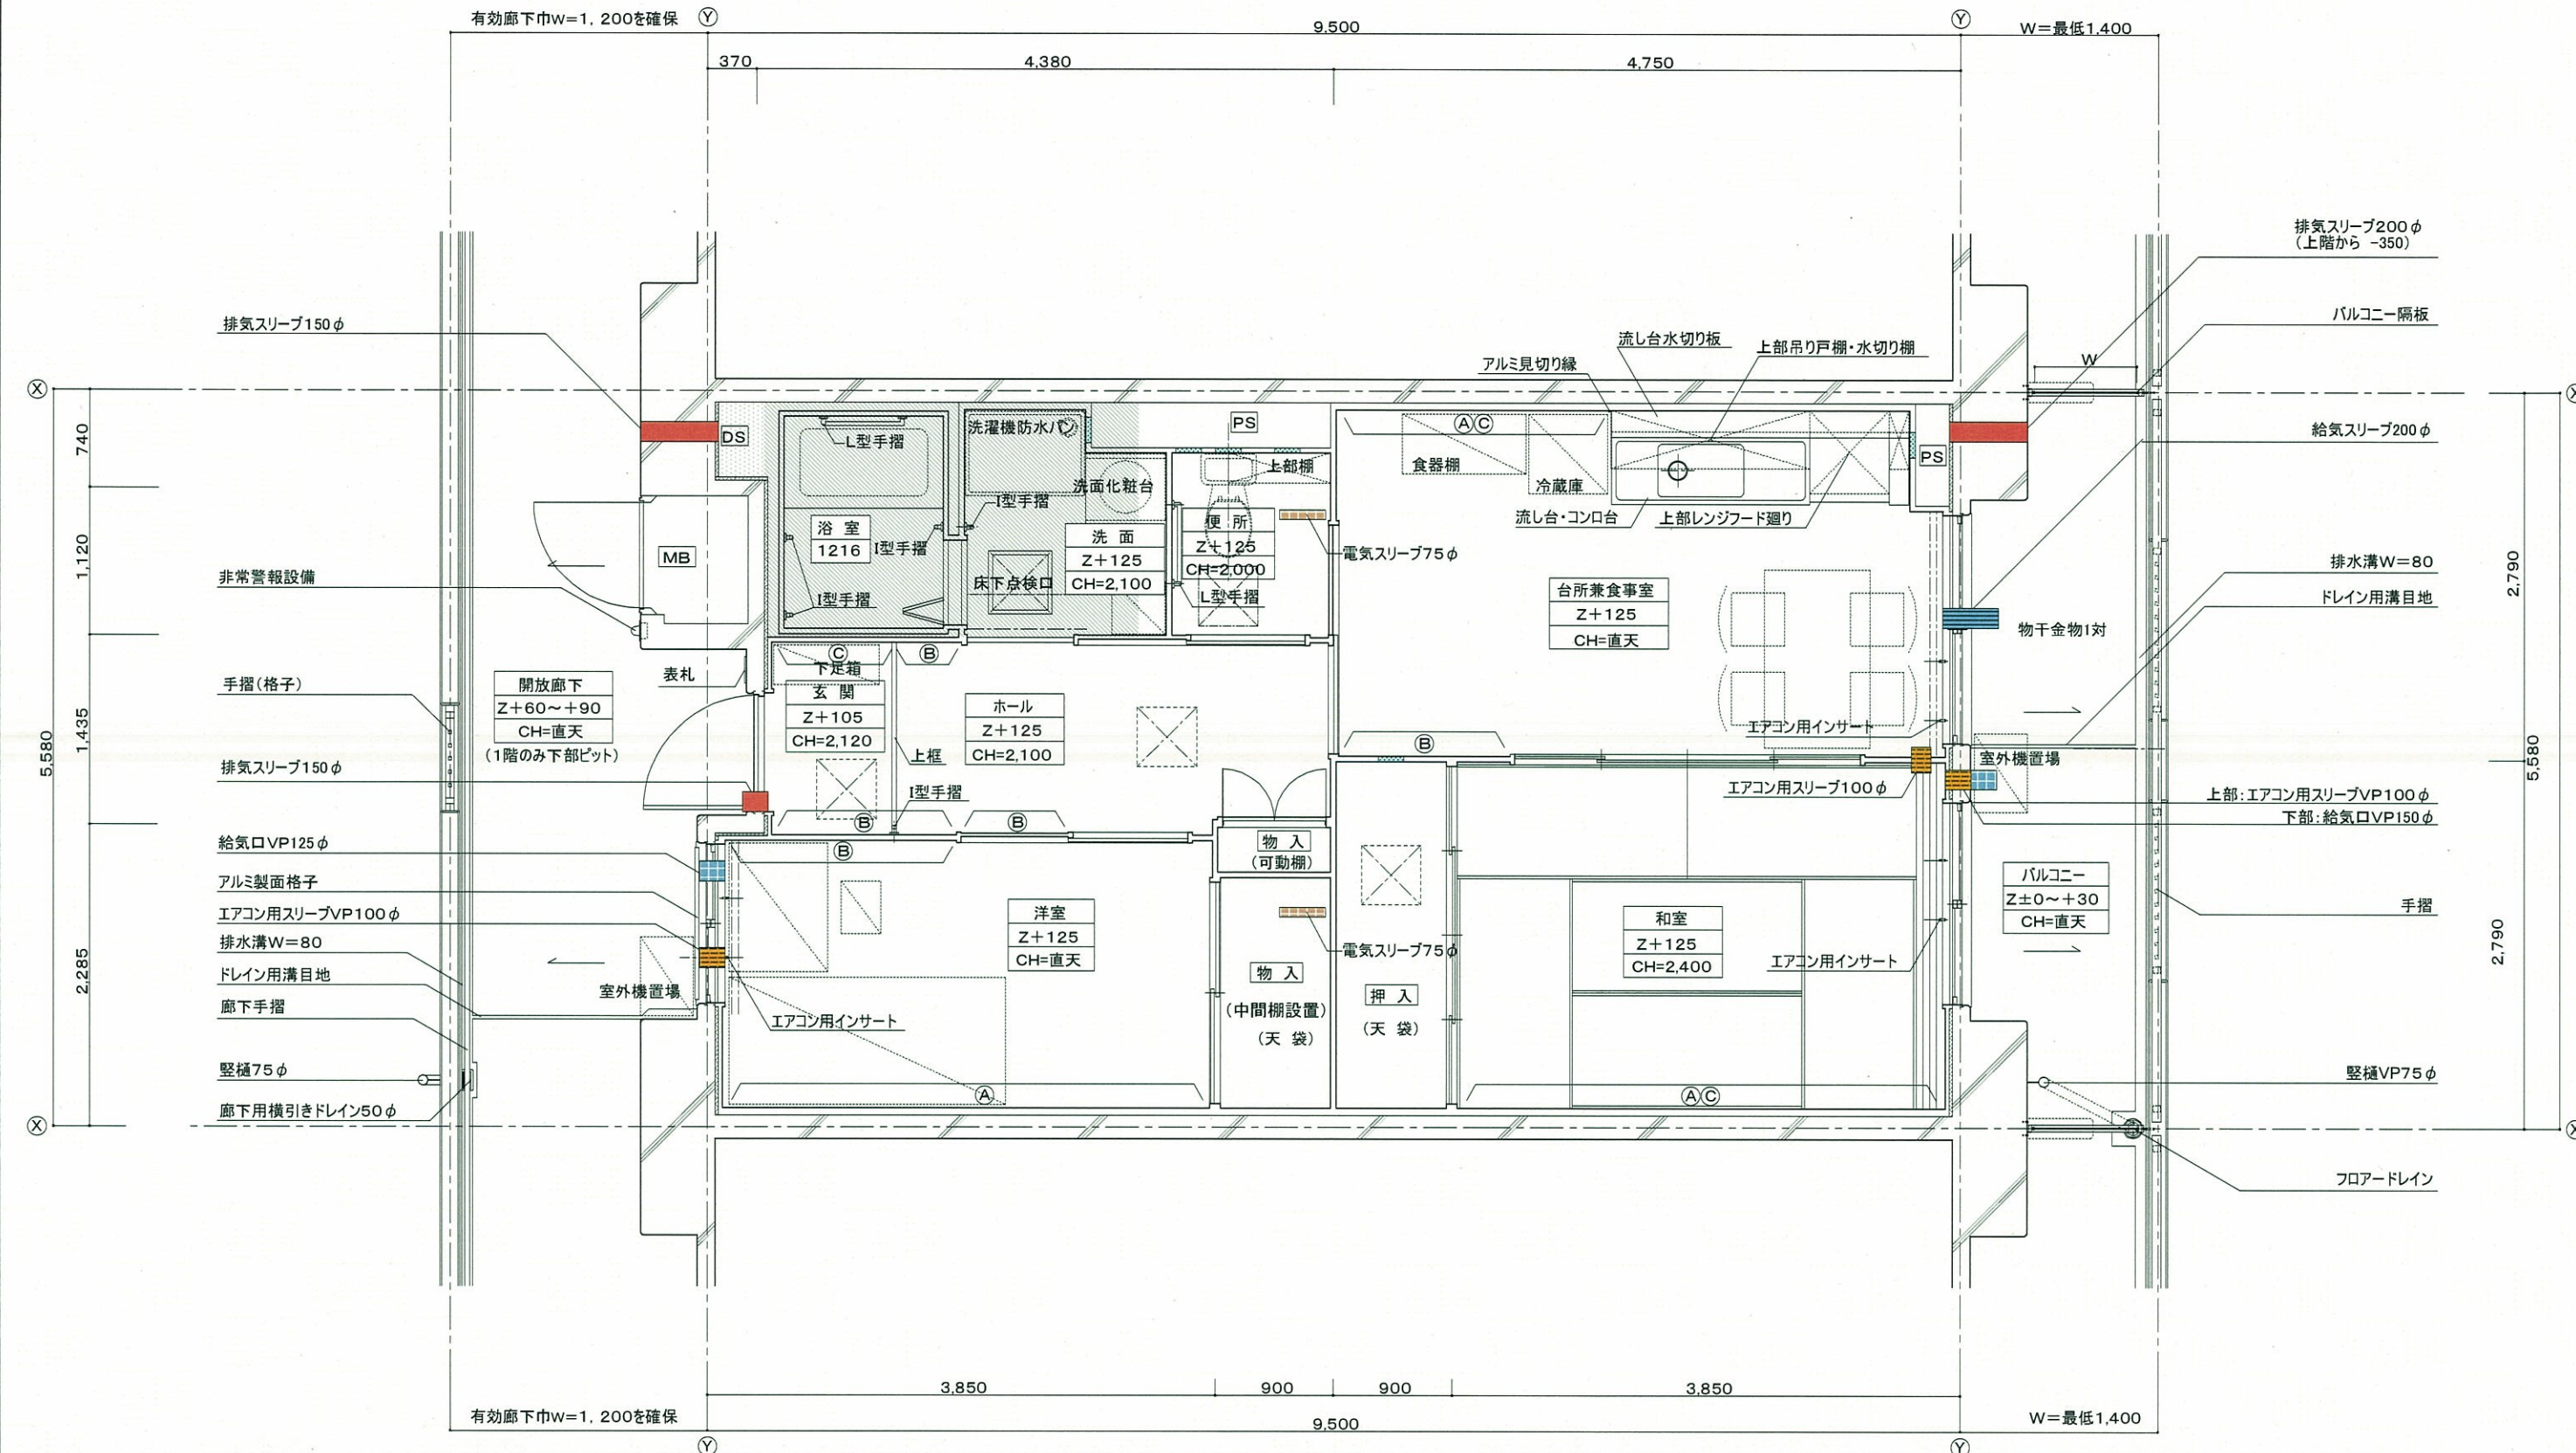 有効廊下巾w=1,200を確保
Ⓨ
9,500
Ⓨ
W=最低1,400
370
4,380
4,750
排気スリーブ200φ
(上階から -350)
バルコニー隔板
W
排気スリーブ150φ
流し台水切り板
上部吊り戸棚・水切り棚
アルミ見切り縁
Ⓧ
Ⓧ
740
DS
L型手摺
洗濯機防水パン
PS
ⒶⒸ
給気スリーブ200φ
食器棚
冷蔵庫
PS
上部棚
洗面化粧台
I型手摺
流し台・コンロ台
上部レンジフード廻り
浴 室
1216
I型手摺
洗 面
Z+125
CH=2,100
便 所
Z+125
CH=2,000
電気スリーブ75φ
1,120
MB
床下点検口
L型手摺
I型手摺
非常警報設備
台所兼食事室
Z+125
CH=直天
排水溝W=80
2,790
ドレイン用溝目地
物干金物1対
Ⓒ
Ⓑ
下足箱
表札
手摺(格子)
開放廊下
Z+60~+90
CH=直天
(1階のみ下部ピット)
玄 関
Z+105
CH=2,120
ホール
Z+125
CH=2,100
上框
1,435
5,580
エアコン用インサート
Ⓑ
室外機置場
5,580
排気スリーブ150φ
I型手摺
エアコン用スリーブ100φ
上部:エアコン用スリーブVP100φ
下部:給気口VP150φ
Ⓑ
Ⓑ
給気口VP125φ
Ⓑ
物 入
(可動棚)
アルミ製面格子
エアコン用スリーブVP100φ
排水溝W=80
ドレイン用溝目地
廊下手摺
洋室
Z+125
CH=直天
電気スリーブ75φ
和室
Z+125
CH=2,400
バルコニー
Z±0~+30
CH=直天
手摺
2,285
2,790
エアコン用インサート
物 入
(中間棚設置)
(天 袋)
押 入
(天 袋)
室外機置場
エアコン用インサート
竪樋75φ
竪樋VP75φ
Ⓐ
ⒶⒸ
廊下用横引きドレイン50φ
Ⓧ
Ⓧ
フロアードレイン
3,850
900
900
3,850
有効廊下巾w=1,200を確保
9,500
W=最低1,400
Ⓨ
Ⓨ